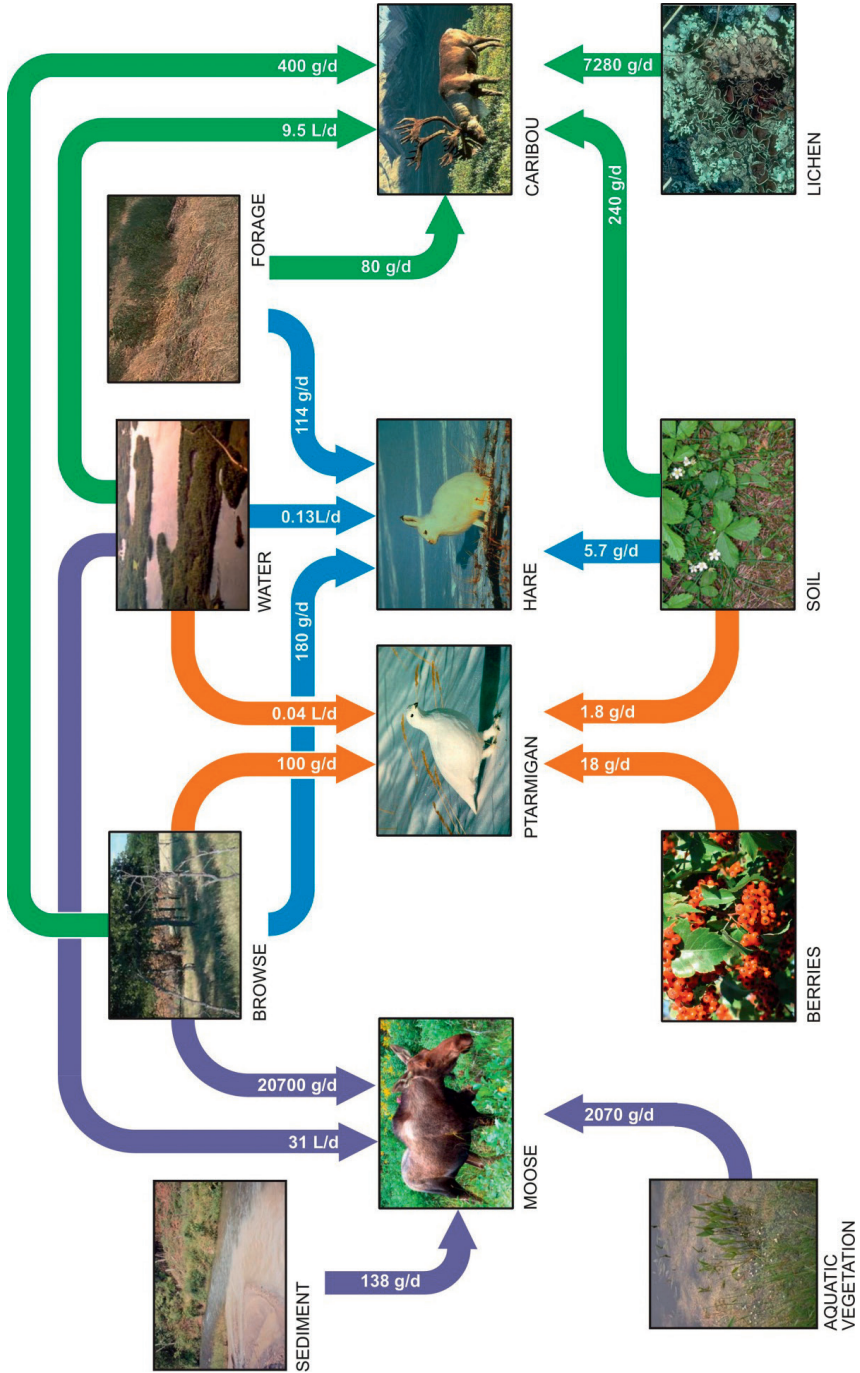 SEDIMENT
BROWSE
WATER
FORAGE
138 g/d
31 L/d
20700 g/d
100 g/d
180 g/d
0.04 L/d
0.13L/d
114 g/d
80 g/d
9.5 L/d
400 g/d
MOOSE
PTARMIGAN
HARE
CARIBOU
2070 g/d
18 g/d
1.8 g/d
5.7 g/d
240 g/d
7280 g/d
AQUATIC
VEGETATION
BERRIES
SOIL
LICHEN